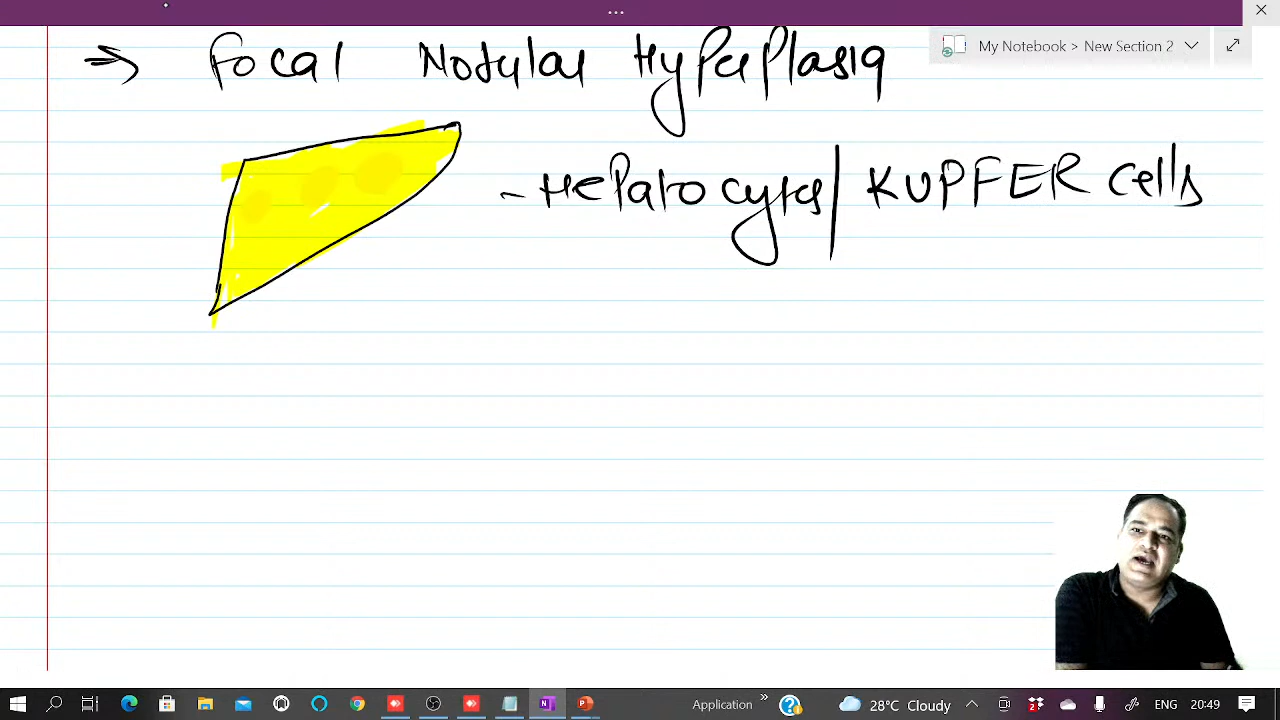 ...
My Notebook > New Section 2
→ Focal Nodular Hyperplasia
- Hepatocytes/ KUPFER Cells
Application
28°C Cloudy
ENG
20:49